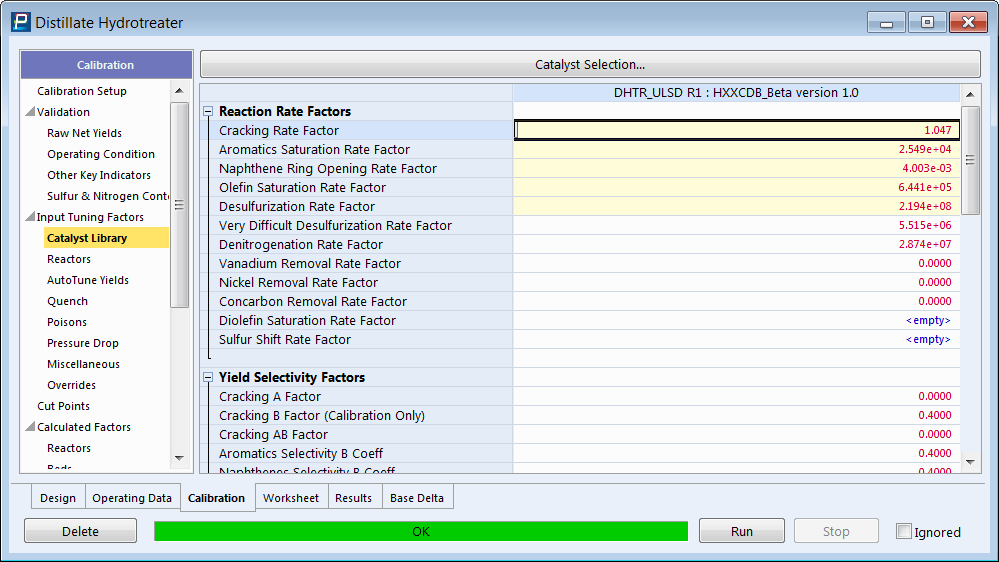 Distillate Hydrotreater
Calibration
Calibration Setup
Validation
Raw Net Yields
Operating Condition
Other Key Indicators
Sulfur & Nitrogen Conte
Input Tuning Factors
Catalyst Library
Reactors
AutoTune Yields
Quench
Poisons
Pressure Drop
Miscellaneous
Overrides
Cut Points
Calculated Factors
Reactors
Beds
Catalyst Selection...
DHTR_ULSD R1 : HXXCDB_Beta version 1.0
Reaction Rate Factors
Cracking Rate Factor 1.047
Aromatics Saturation Rate Factor 2.549e+04
Naphthene Ring Opening Rate Factor 4.003e-03
Olefin Saturation Rate Factor 6.441e+05
Desulfurization Rate Factor 2.194e+08
Very Difficult Desulfurization Rate Factor 5.515e+06
Denitrogenation Rate Factor 2.874e+07
Vanadium Removal Rate Factor 0.0000
Nickel Removal Rate Factor 0.0000
Concarbon Removal Rate Factor 0.0000
Diolefin Saturation Rate Factor <empty>
Sulfur Shift Rate Factor <empty>
Yield Selectivity Factors
Cracking A Factor 0.0000
Cracking B Factor (Calibration Only) 0.4000
Cracking AB Factor 0.0000
Aromatics Selectivity B Coeff 0.4000
Naphthenes Selectivity B Coeff 0.4000
Design Operating Data Calibration Worksheet Results Base Delta
Delete OK Run Stop Ignored